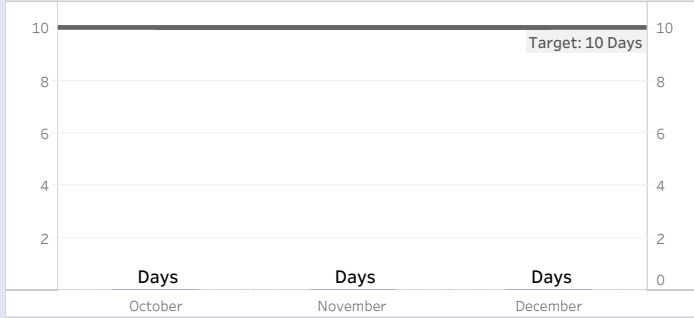 10 10
Target: 10 Days
8 8
6 6
4 4
2 2
Days Days Days 0
October November December